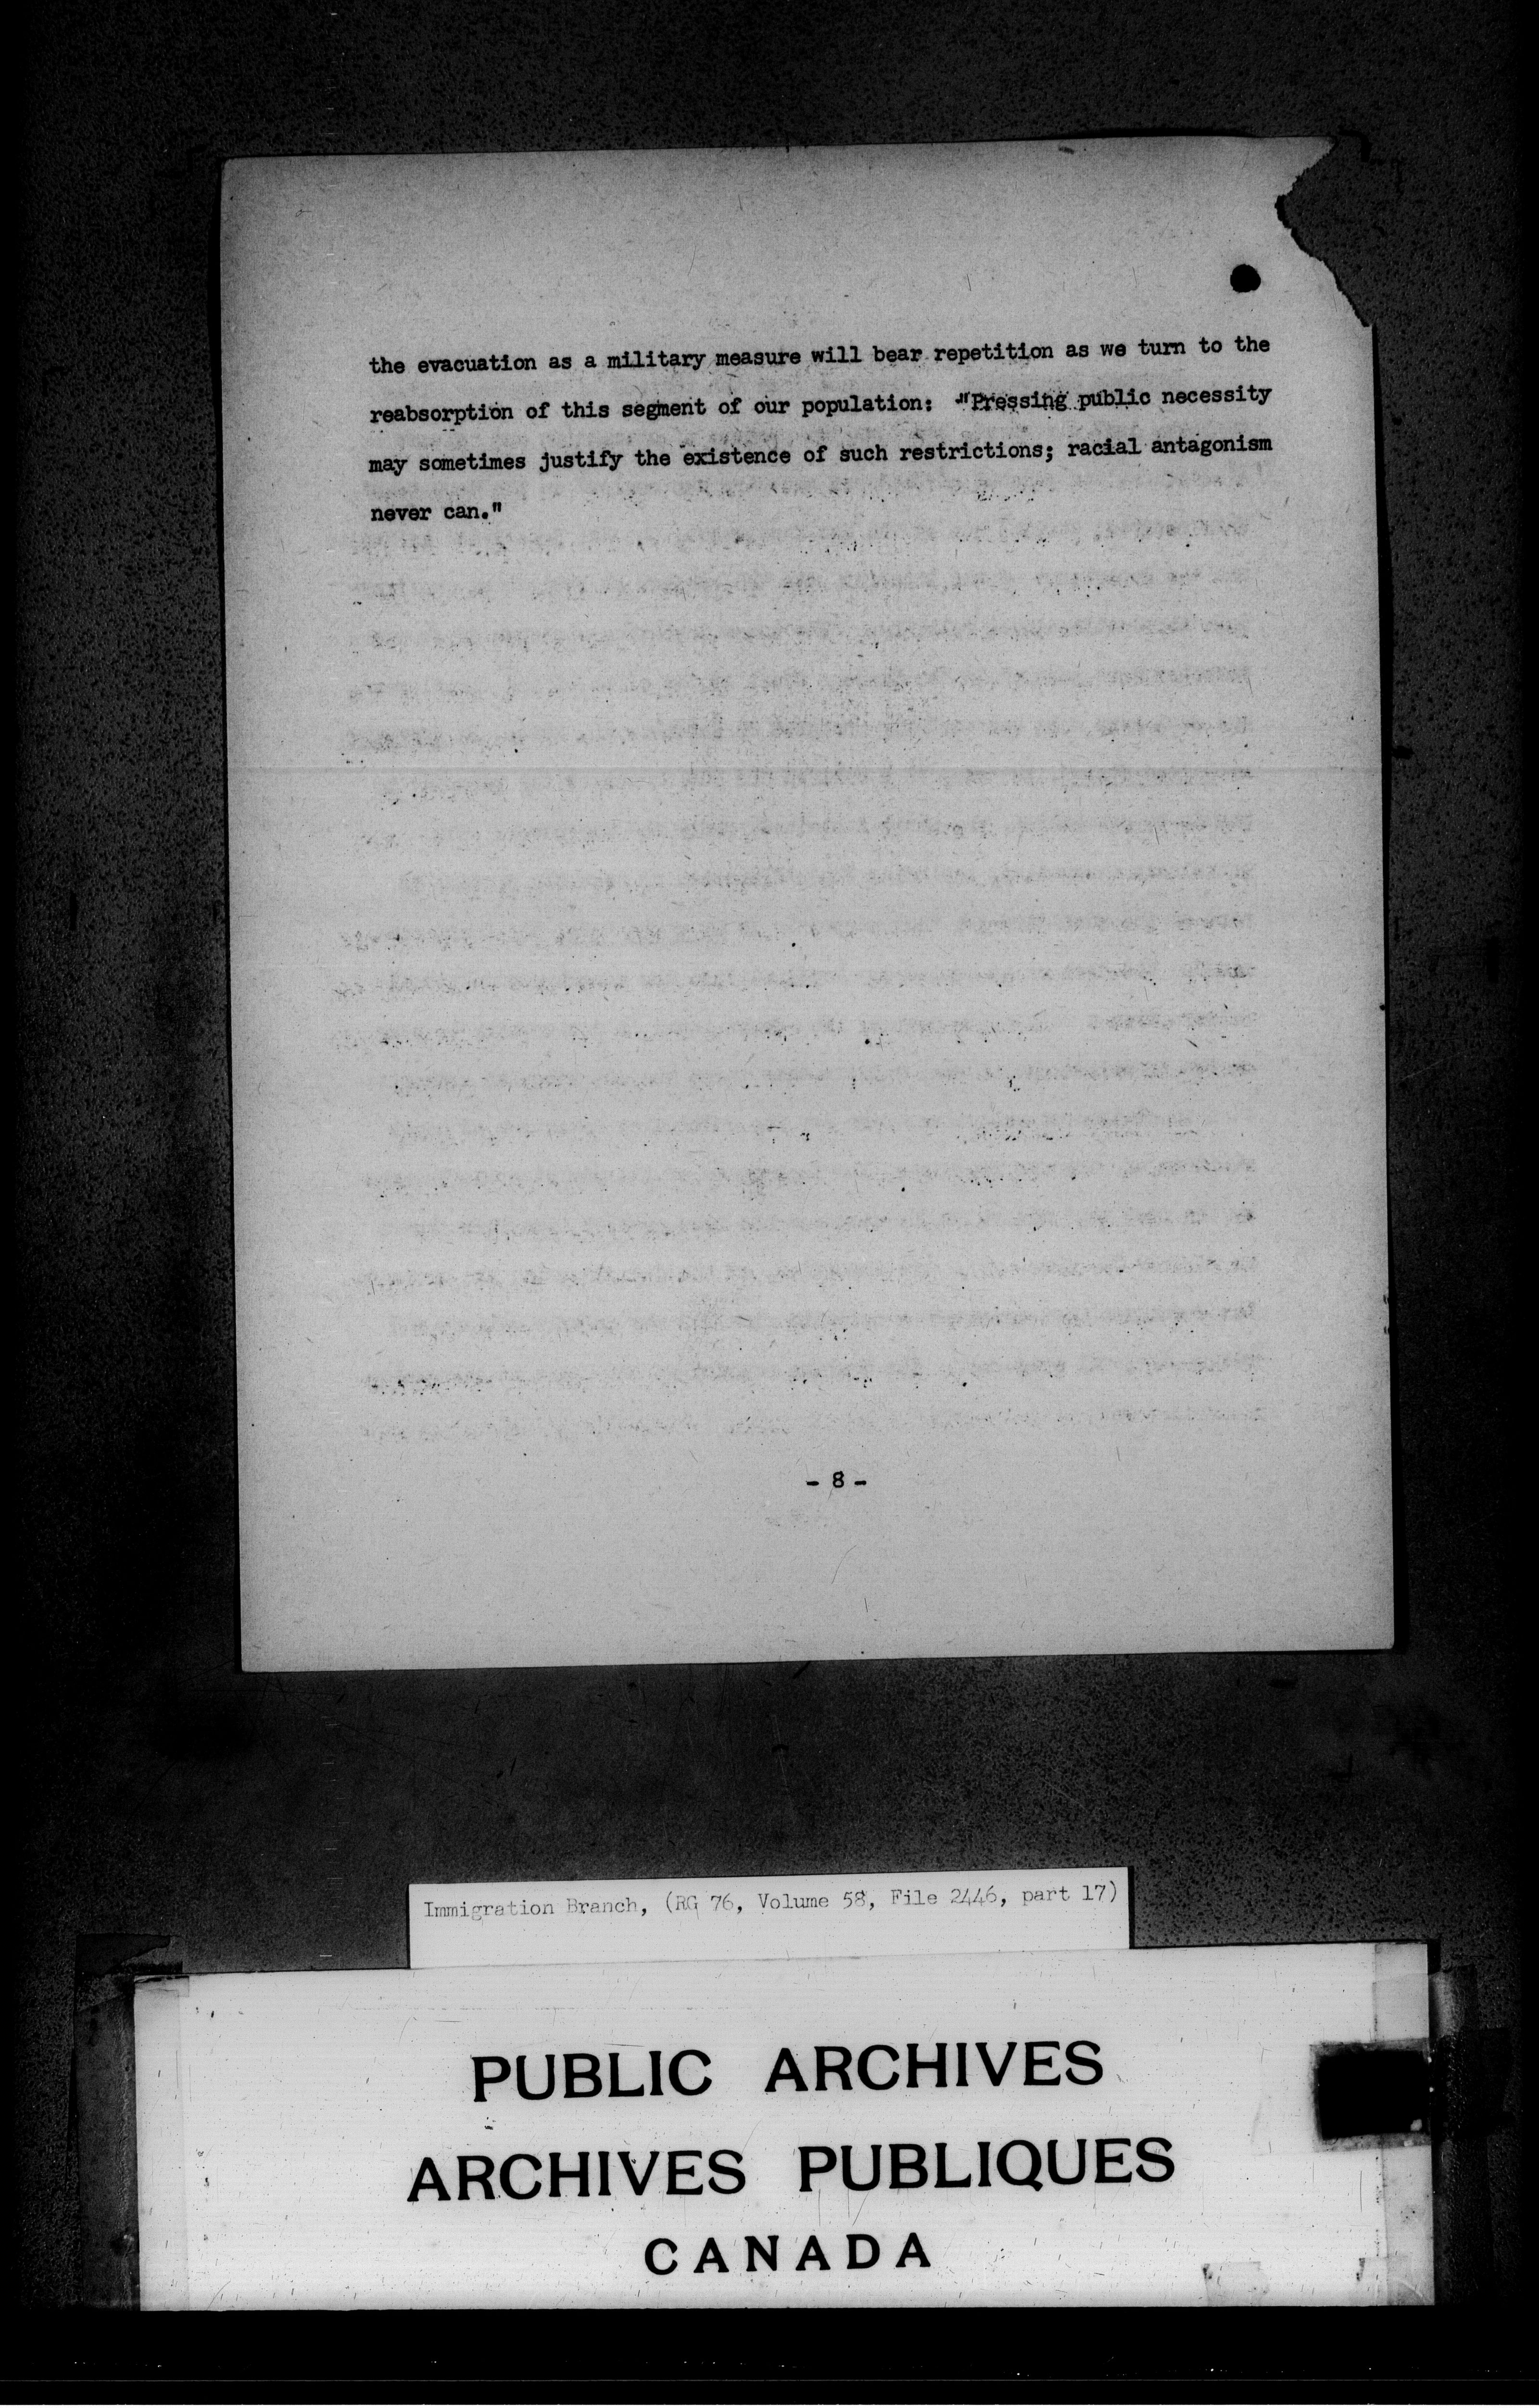 the evacuation as a military measure will bear repetition as we turn to the
reabsorption of this segment of our population: "Pressing public necessity
may sometimes justify the existence of such restrictions; racial antagonism
never can."
- 8 -
Immigration Branch, (RG 76, Volume 58, File 2446, part 17)
PUBLIC ARCHIVES
ARCHIVES PUBLIQUES
CANADA